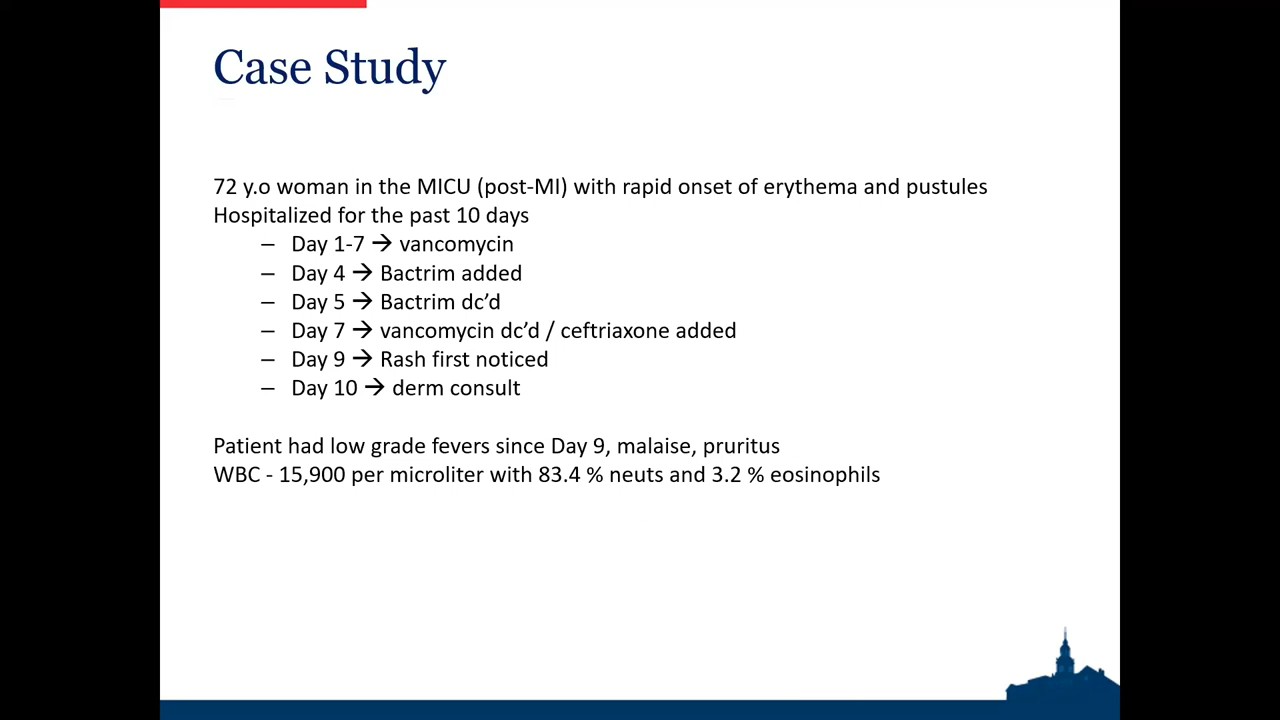 Case Study
72 y.o woman in the MICU (post-MI) with rapid onset of erythema and pustules
Hospitalized for the past 10 days
– Day 1-7 → vancomycin
– Day 4 → Bactrim added
– Day 5 → Bactrim dc’d
– Day 7 → vancomycin dc’d / ceftriaxone added
– Day 9 → Rash first noticed
– Day 10 → derm consult
Patient had low grade fevers since Day 9, malaise, pruritus
WBC - 15,900 per microliter with 83.4 % neuts and 3.2 % eosinophils